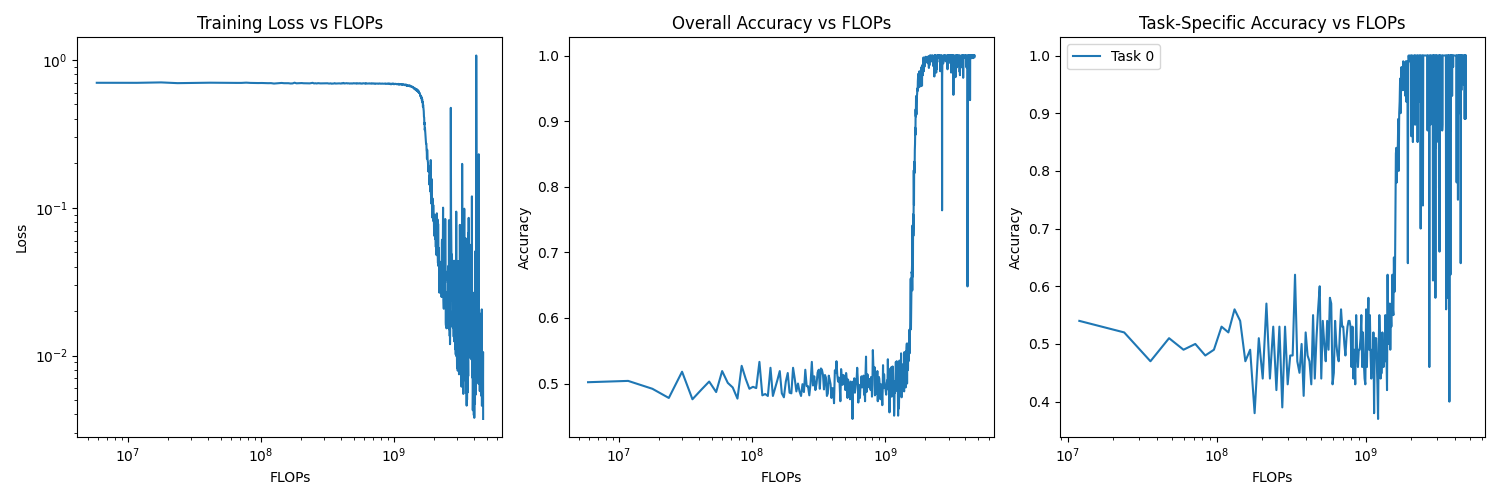 Training Loss vs FLOPs
Overall Accuracy vs FLOPs
Task-Specific Accuracy vs FLOPs
Loss
10⁰
10⁻¹
10⁻²
10⁷
10⁸
10⁹
FLOPs
Accuracy
1.0
0.9
0.8
0.7
0.6
0.5
10⁷
10⁸
10⁹
FLOPs
Task 0
Accuracy
1.0
0.9
0.8
0.7
0.6
0.5
0.4
10⁷
10⁸
10⁹
FLOPs